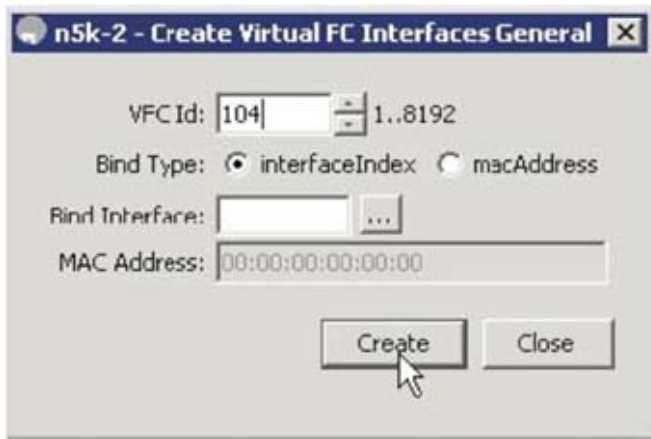 n5k-2 - Create Virtual FC Interfaces General
VFC Id: 104 1..8192
Bind Type: interfaceIndex macAddress
Bind Interface: ...
MAC Address: 00:00:00:00:00:00
Create Close